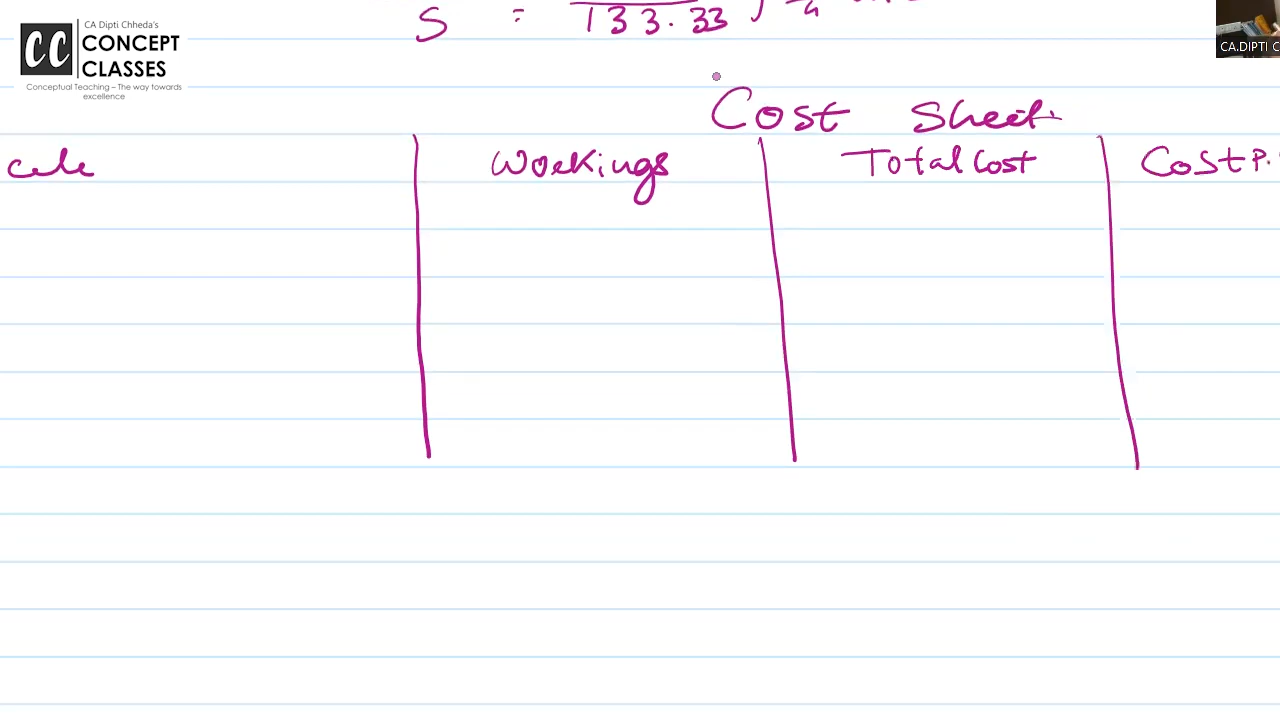 S = 133.33
CA Dipti Chheda's
CC CONCEPT
CLASSES
Conceptual Teaching – The way towards
excellence
CA.DIPTI C
Cost Sheet
Workings Total Cost Cost P.